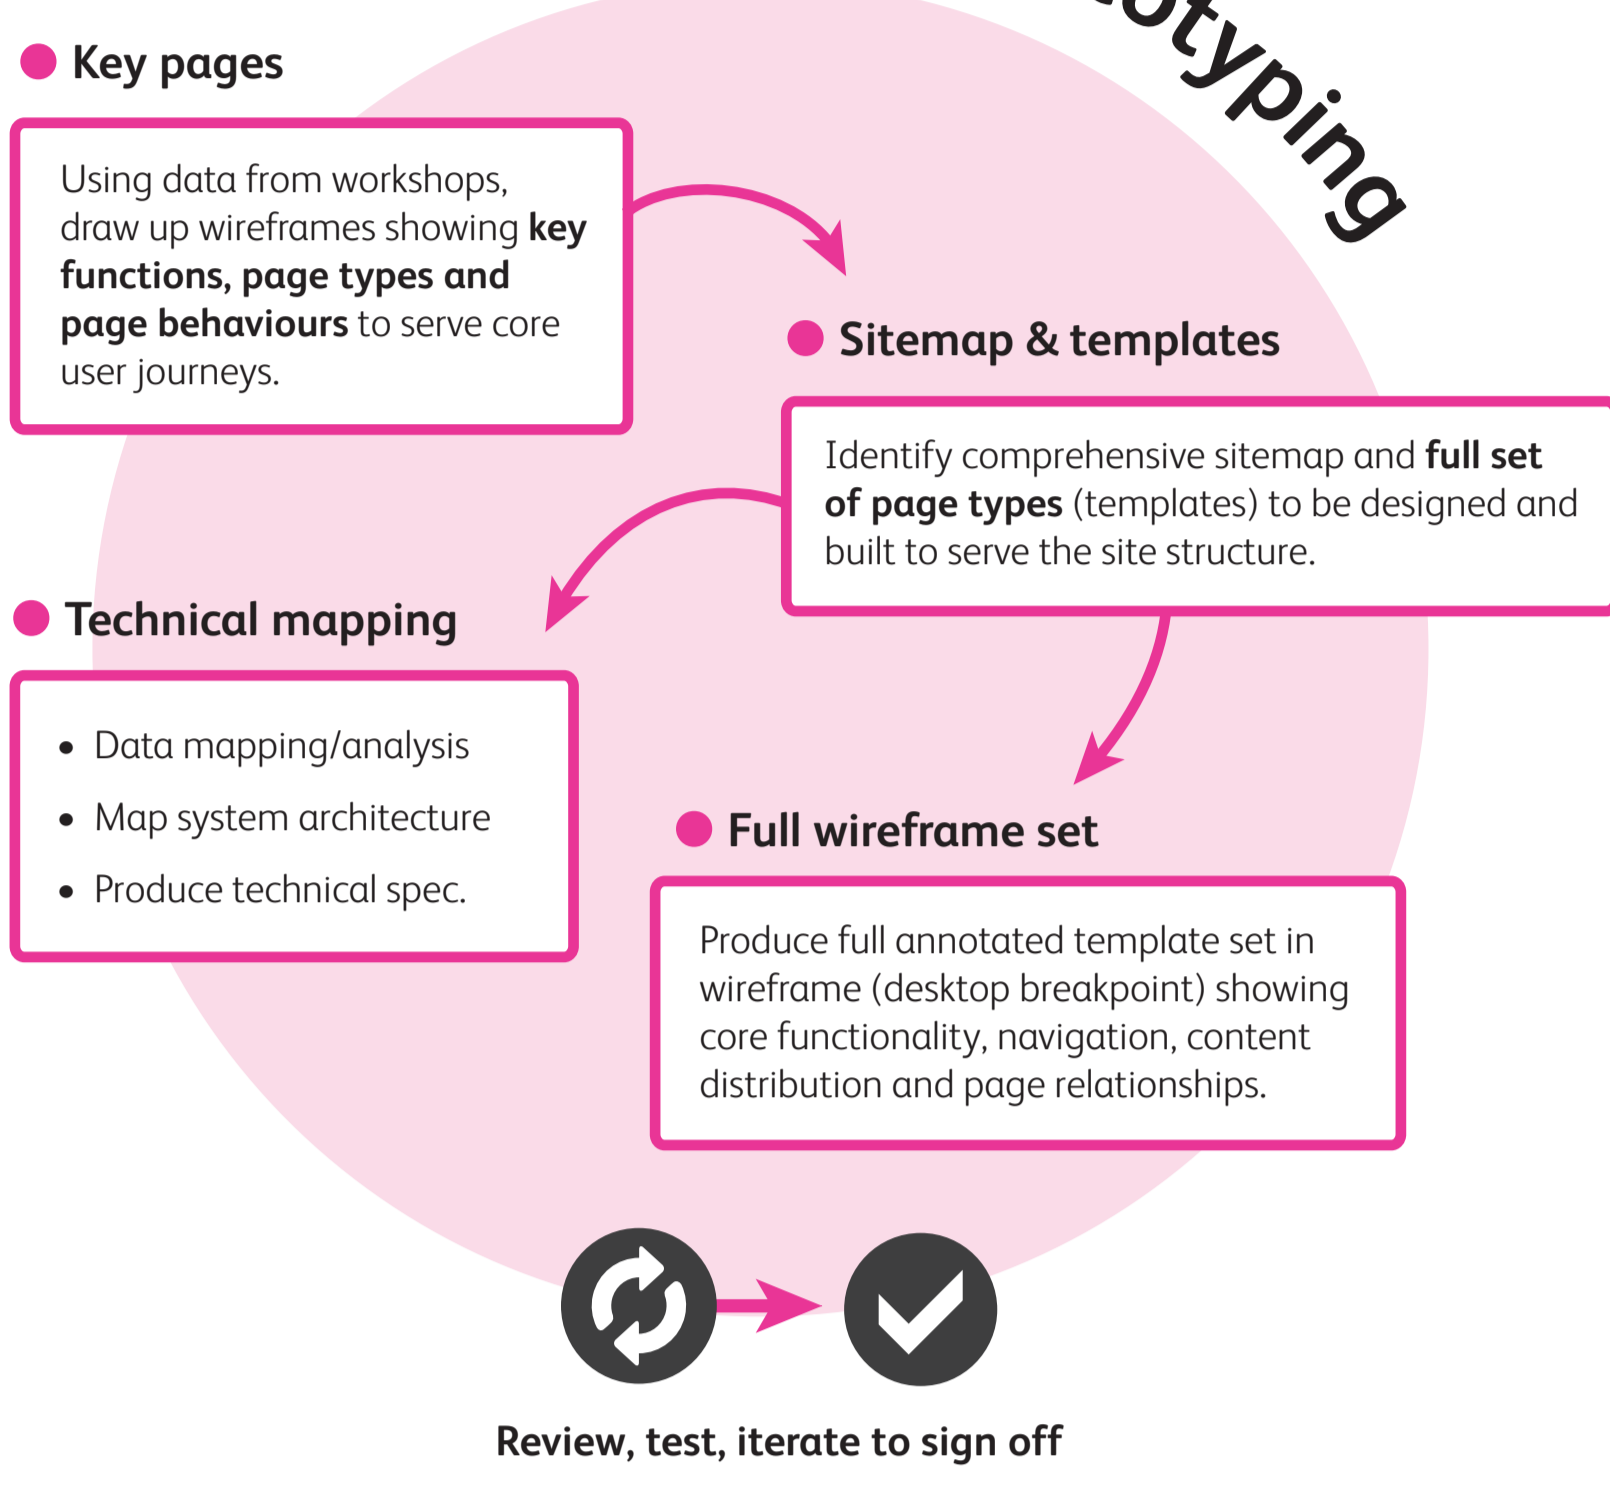 otyping
Key pages
Using data from workshops,
draw up wireframes showing key
functions, page types and
page behaviours to serve core
user journeys.
Sitemap & templates
Identify comprehensive sitemap and full set
of page types (templates) to be designed and
built to serve the site structure.
Technical mapping
• Data mapping/analysis
• Map system architecture
• Produce technical spec.
Full wireframe set
Produce full annotated template set in
wireframe (desktop breakpoint) showing
core functionality, navigation, content
distribution and page relationships.
Review, test, iterate to sign off